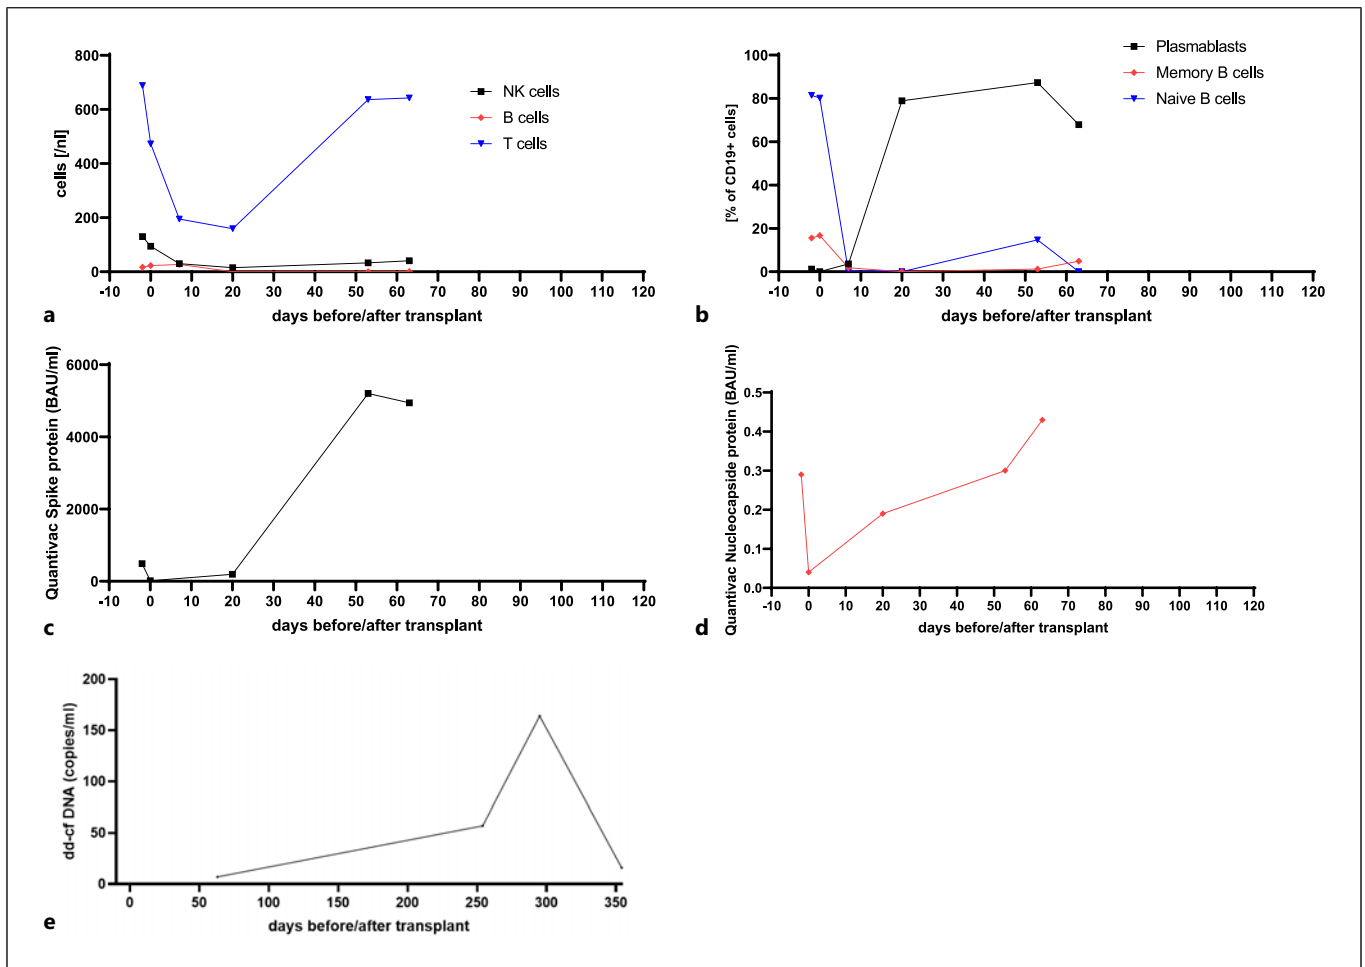 800
600
400
200
0
-10 0 10 20 30 40 50 60 70 80 90 100 110 120
cells [/nl]
days before/after transplant
NK cells
B cells
T cells
a
100
80
60
40
20
0
-10 0 10 20 30 40 50 60 70 80 90 100 110 120
[% of CD19+ cells]
days before/after transplant
Plasmablasts
Memory B cells
Naive B cells
b
6000
4000
2000
0
-10 0 10 20 30 40 50 60 70 80 90 100 110 120
Quantivac Spike protein (BAU/ml)
days before/after transplant
c
0.5
0.4
0.3
0.2
0.1
0.0
-10 0 10 20 30 40 50 60 70 80 90 100 110 120
Quantivac Nucleocapside protein (BAU/ml)
days before/after transplant
d
200
150
100
50
0
0 50 100 150 200 250 300 350
dd-cf DNA (copies/ml)
days before/after transplant
e